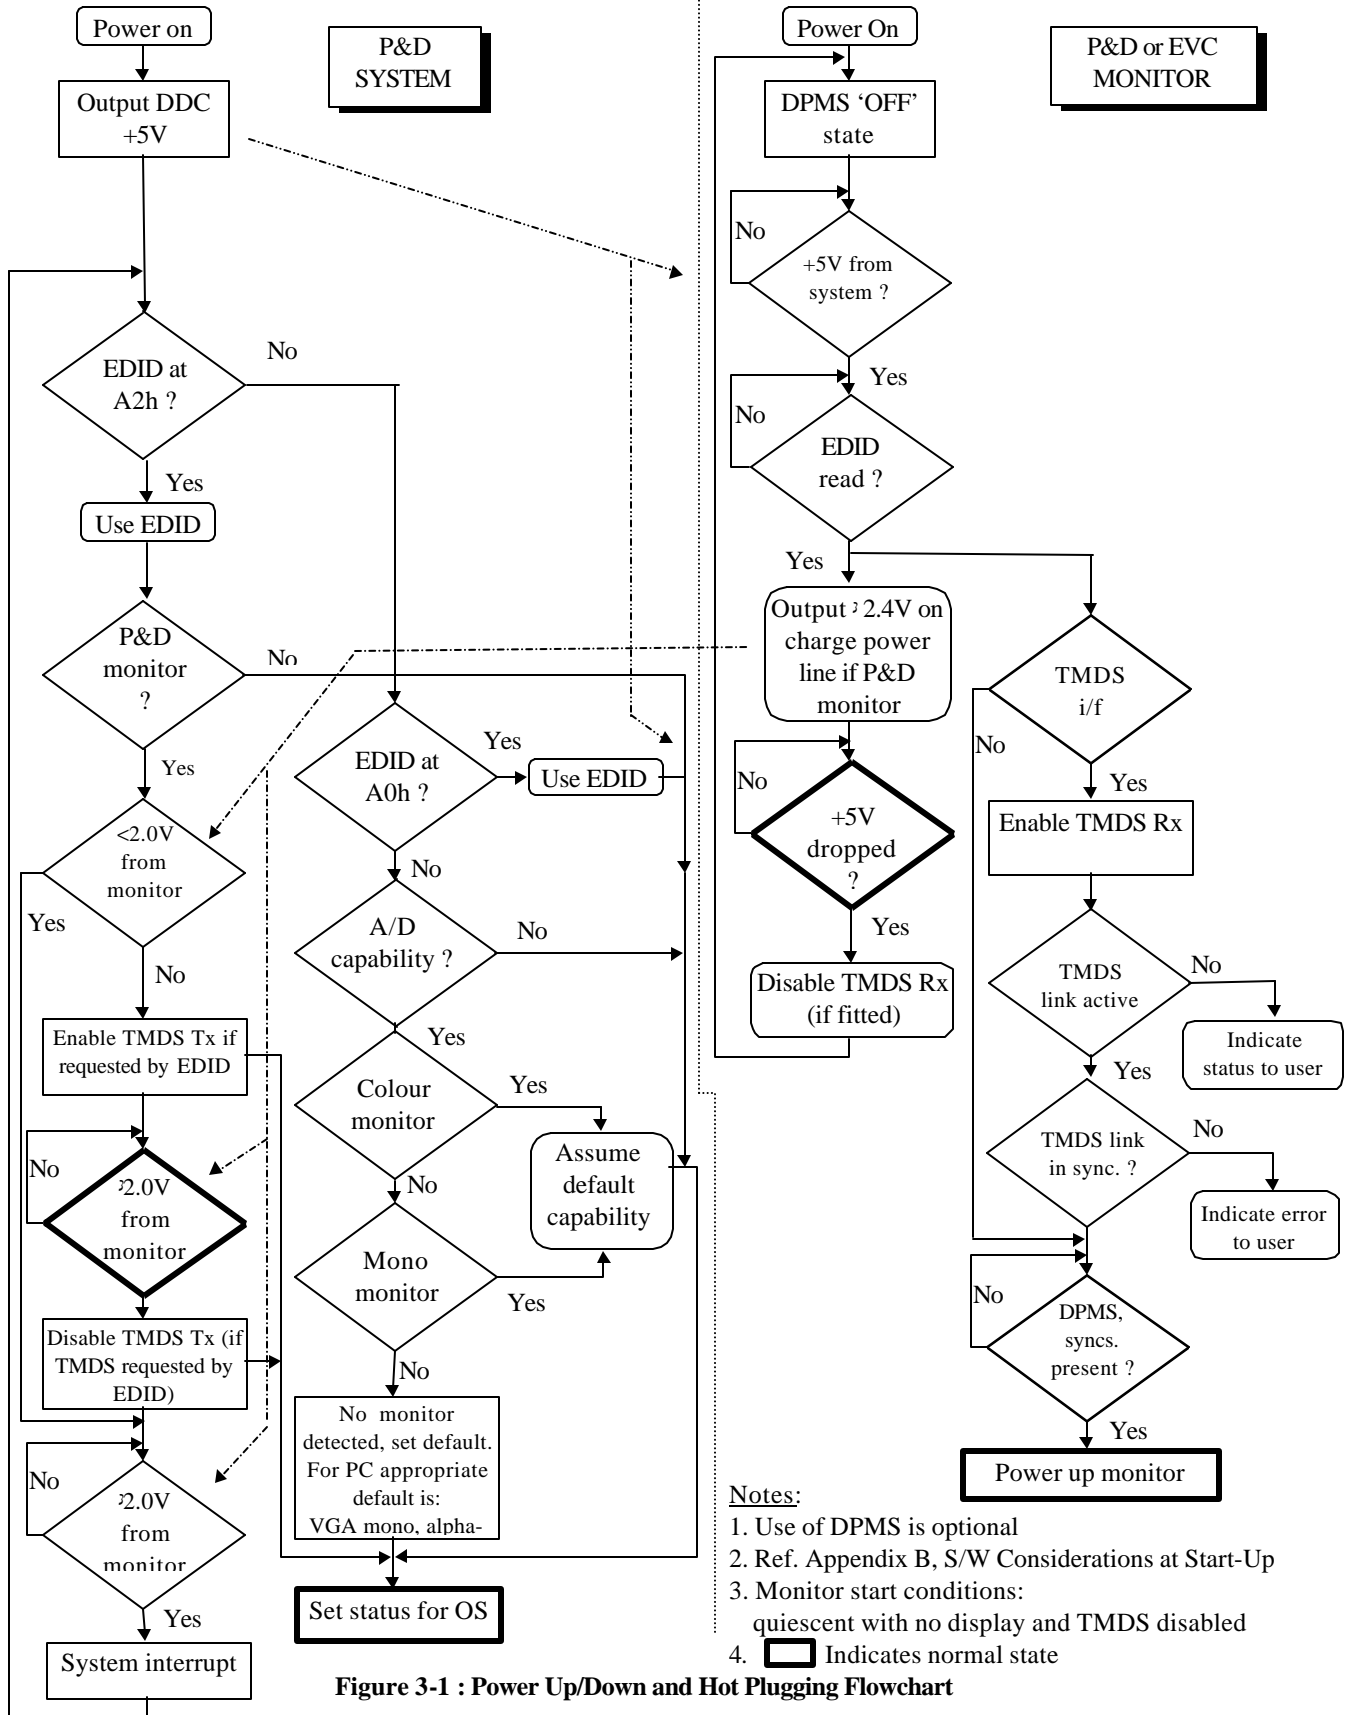 Power on
P&D
SYSTEM
Output DDC
+5V
EDID at
A2h ?
No
Yes
Use EDID
P&D
monitor
?
No
Yes
<2.0V
from
monitor
Yes
No
Enable TMDS Tx if
requested by EDID
No
2.0V
from
monitor
Disable TMDS Tx (if
TMDS requested by
EDID)
No
2.0V
from
monitor
Yes
System interrupt
EDID at
A0h ?
Yes
Use EDID
No
A/D
capability ?
No
Yes
Colour
monitor
Yes
No
Assume
default
capability
Mono
monitor
Yes
No
No monitor
detected, set default.
For PC appropriate
default is:
VGA mono, alpha-
Set status for OS
Power On
P&D or EVC
MONITOR
DPMS ‘OFF’
state
No
+5V from
system ?
Yes
No
EDID
read ?
Yes
Output 2.4V on
charge power
line if P&D
monitor
No
+5V
dropped
?
Yes
Disable TMDS Rx
(if fitted)
TMDS
i/f
No
Yes
Enable TMDS Rx
TMDS
link active
No
Indicate
status to user
Yes
TMDS link
in sync. ?
No
Indicate error
to user
No
DPMS,
syncs.
present ?
Yes
Power up monitor
Notes:
1. Use of DPMS is optional
2. Ref. Appendix B, S/W Considerations at Start-Up
3. Monitor start conditions:
quiescent with no display and TMDS disabled
4. Indicates normal state
Figure 3-1 : Power Up/Down and Hot Plugging Flowchart